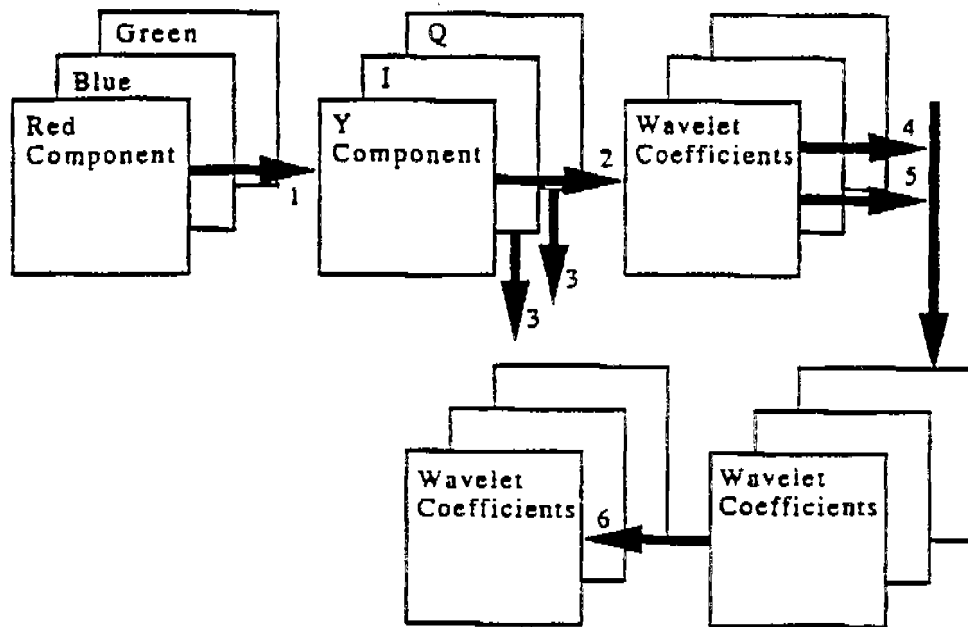 Green
Blue
Red
Component
1
Q
I
Y
Component
2
3
3
Wavelet
Coefficients
4
5
Wavelet
Coefficients
6
Wavelet
Coefficients